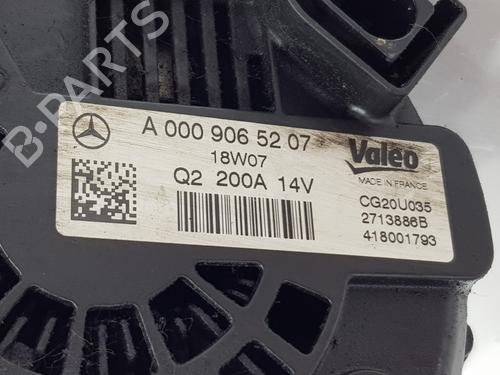 B-PARTS
A 000 906 52 07
18W07
Q2 200A 14V
Valeo
MADE IN FRANCE
CG20U035
2713886B
418001793